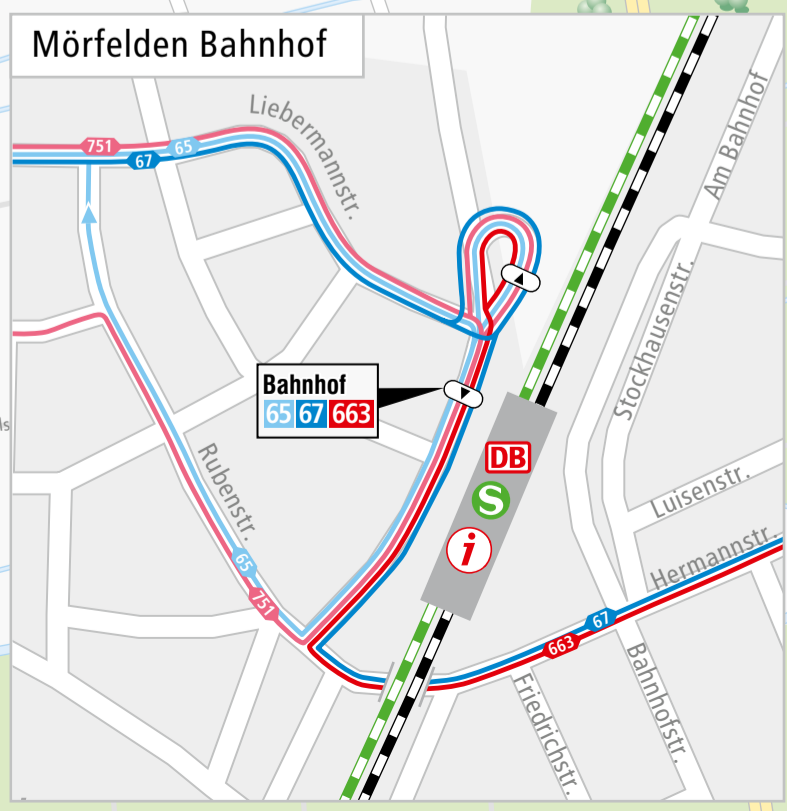 Mörfelden Bahnhof
Liebermannstr.
751
65
67
Am Bahnhof
Stockhausenstr.
Bahnhof
65 67 663
DB
S
i
Rubenstr.
Luisenstr.
Hermannstr.
65
751
67
663
Friedrichstr.
Bahnhofstr.